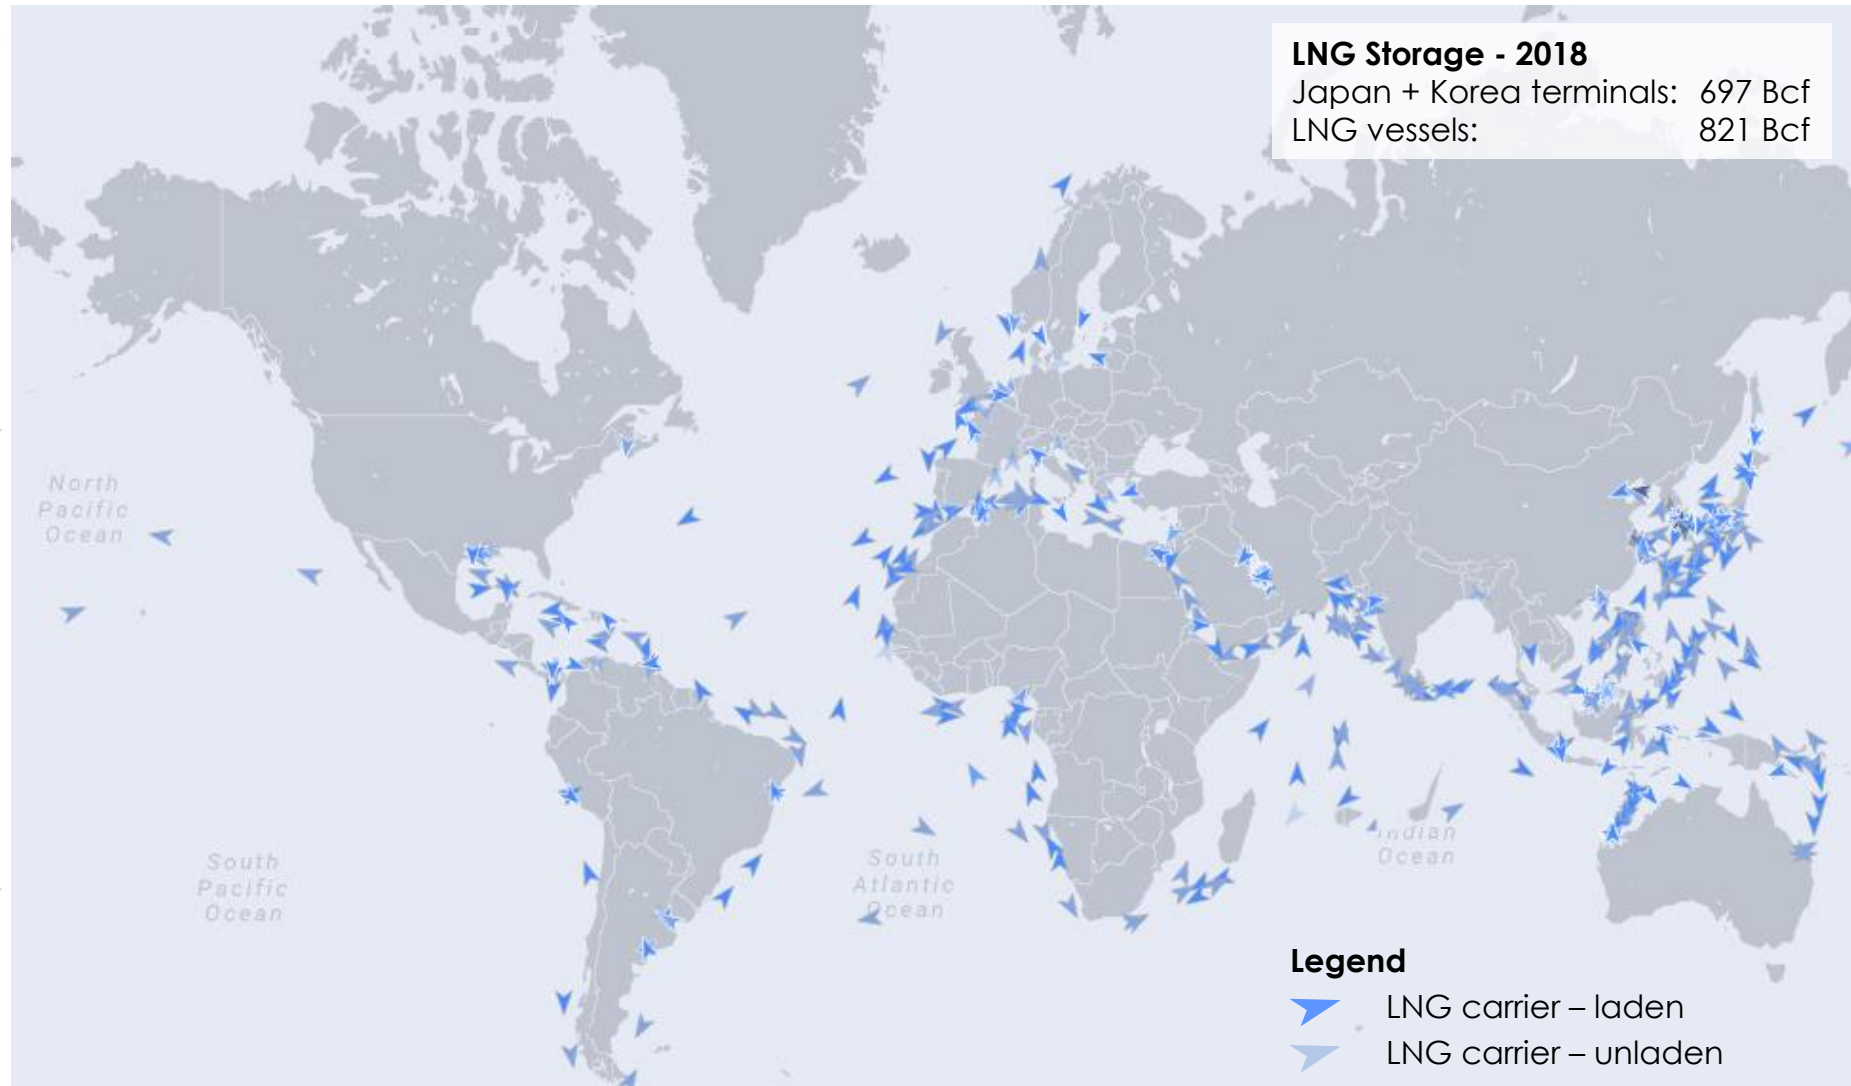 LNG Storage - 2018
Japan + Korea terminals: 697 Bcf
LNG vessels: 821 Bcf
North
Pacific
Ocean
South
Pacific
Ocean
South
Atlantic
Ocean
Indian
Ocean
Legend
LNG carrier – laden
LNG carrier – unladen